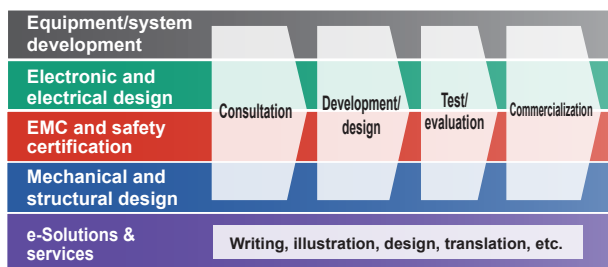 Equipment/system
development
Electronic and
electrical design
EMC and safety
certification
Mechanical and
structural design
e-Solutions &
services
Consultation
Development/
design
Test/
evaluation
Commercialization
Writing, illustration, design, translation, etc.